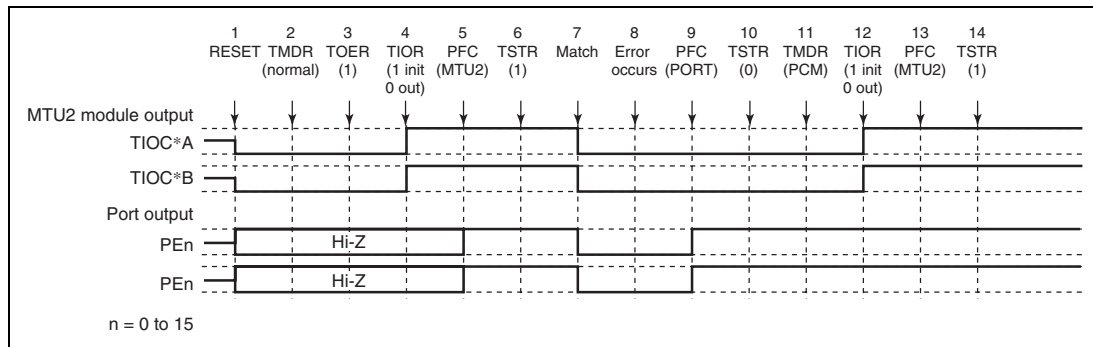 1 2 3 4 5 6 7 8 9 10 11 12 13 14
RESET TMDR TOER TIOR PFC TSTR Match Error PFC TSTR TMDR TIOR PFC TSTR
(normal) (1) (1 init (MTU2) (1) occurs (PORT) (0) (PCM) (1 init (MTU2) (1)
0 out) 0 out)
MTU2 module output
TIOC*A
TIOC*B
Port output
PEn Hi-Z
PEn Hi-Z
n = 0 to 15